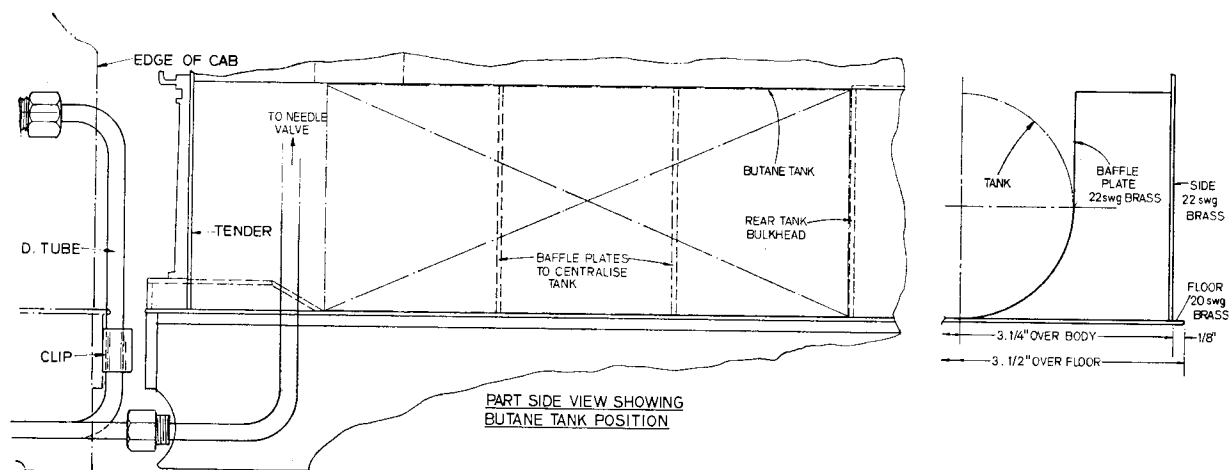 EDGE OF CAB
TO NEEDLE
VALVE
D. TUBE
TENDER
CLIP
BUTANE TANK
REAR TANK
BULKHEAD
BAFFLE PLATES
TO CENTRALISE
TANK
PART SIDE VIEW SHOWING
BUTANE TANK POSITION
TANK
BAFFLE
PLATE
22swg BRASS
SIDE
22 swg
BRASS
FLOOR
20 swg
BRASS
3.1/4" OVER BODY
1/8"
3.1/2" OVER FLOOR